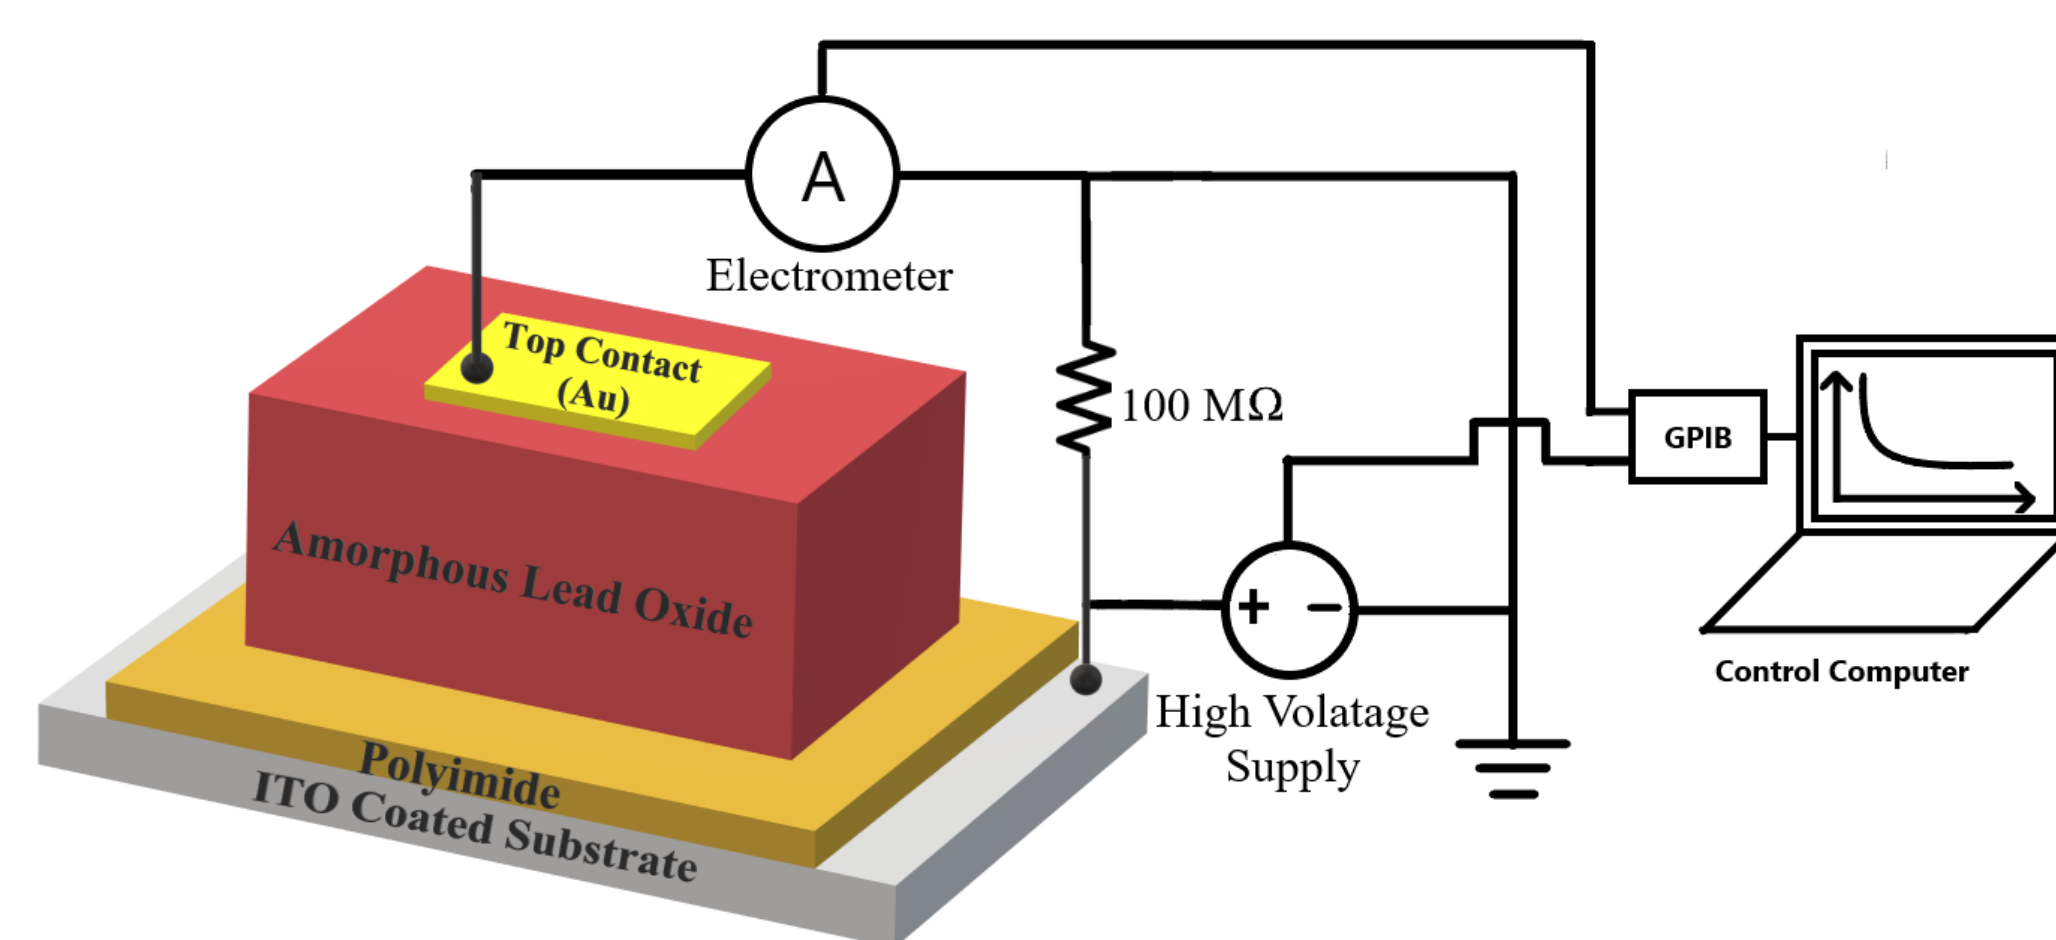 A
Electrometer
Top Contact
(Au)
100 MΩ
GPIB
Amorphous Lead Oxide
+ −
Control Computer
High Volatage
Supply
Polyimide
ITO Coated Substrate